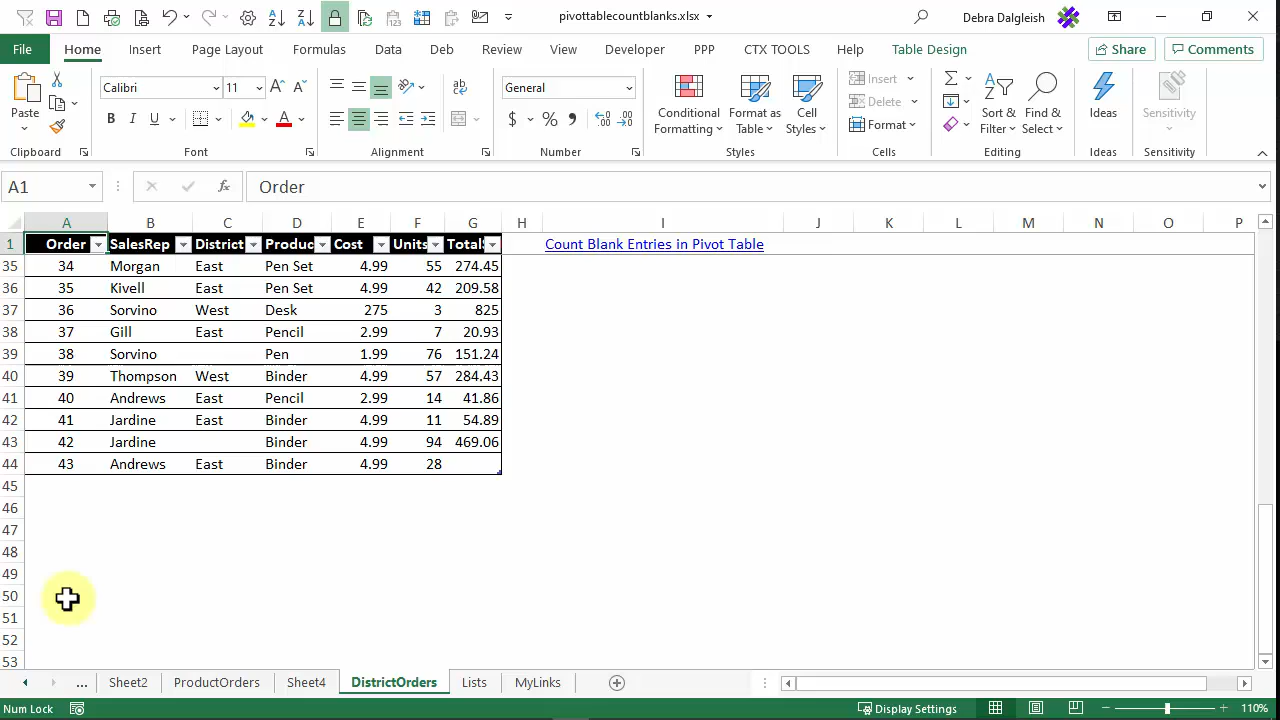 pivottablecountblanks.xlsx
Debra Dalgleish
File Home Insert Page Layout Formulas Data Deb Review View Developer PPP CTX TOOLS Help Table Design Share Comments
Calibri 11 General
Paste
B I U A $ % 9
Conditional Formatting
Format as Table
Cell Styles
Insert
Delete
Format
Sort & Filter
Find & Select
Ideas
Sensitivity
Clipboard Font Alignment Number Styles Cells Editing Ideas Sensitivity
A1 fx Order
A B C D E F G H I J K L M N O P
1 Order SalesRep District Produc Cost Units Total Count Blank Entries in Pivot Table
35 34 Morgan East Pen Set 4.99 55 274.45
36 35 Kivell East Pen Set 4.99 42 209.58
37 36 Sorvino West Desk 275 3 825
38 37 Gill East Pencil 2.99 7 20.93
39 38 Sorvino Pen 1.99 76 151.24
40 39 Thompson West Binder 4.99 57 284.43
41 40 Andrews East Pencil 2.99 14 41.86
42 41 Jardine East Binder 4.99 11 54.89
43 42 Jardine Binder 4.99 94 469.06
44 43 Andrews East Binder 4.99 28
45
46
47
48
49
50
51
52
53
... Sheet2 ProductOrders Sheet4 DistrictOrders Lists MyLinks
Num Lock Display Settings 110%